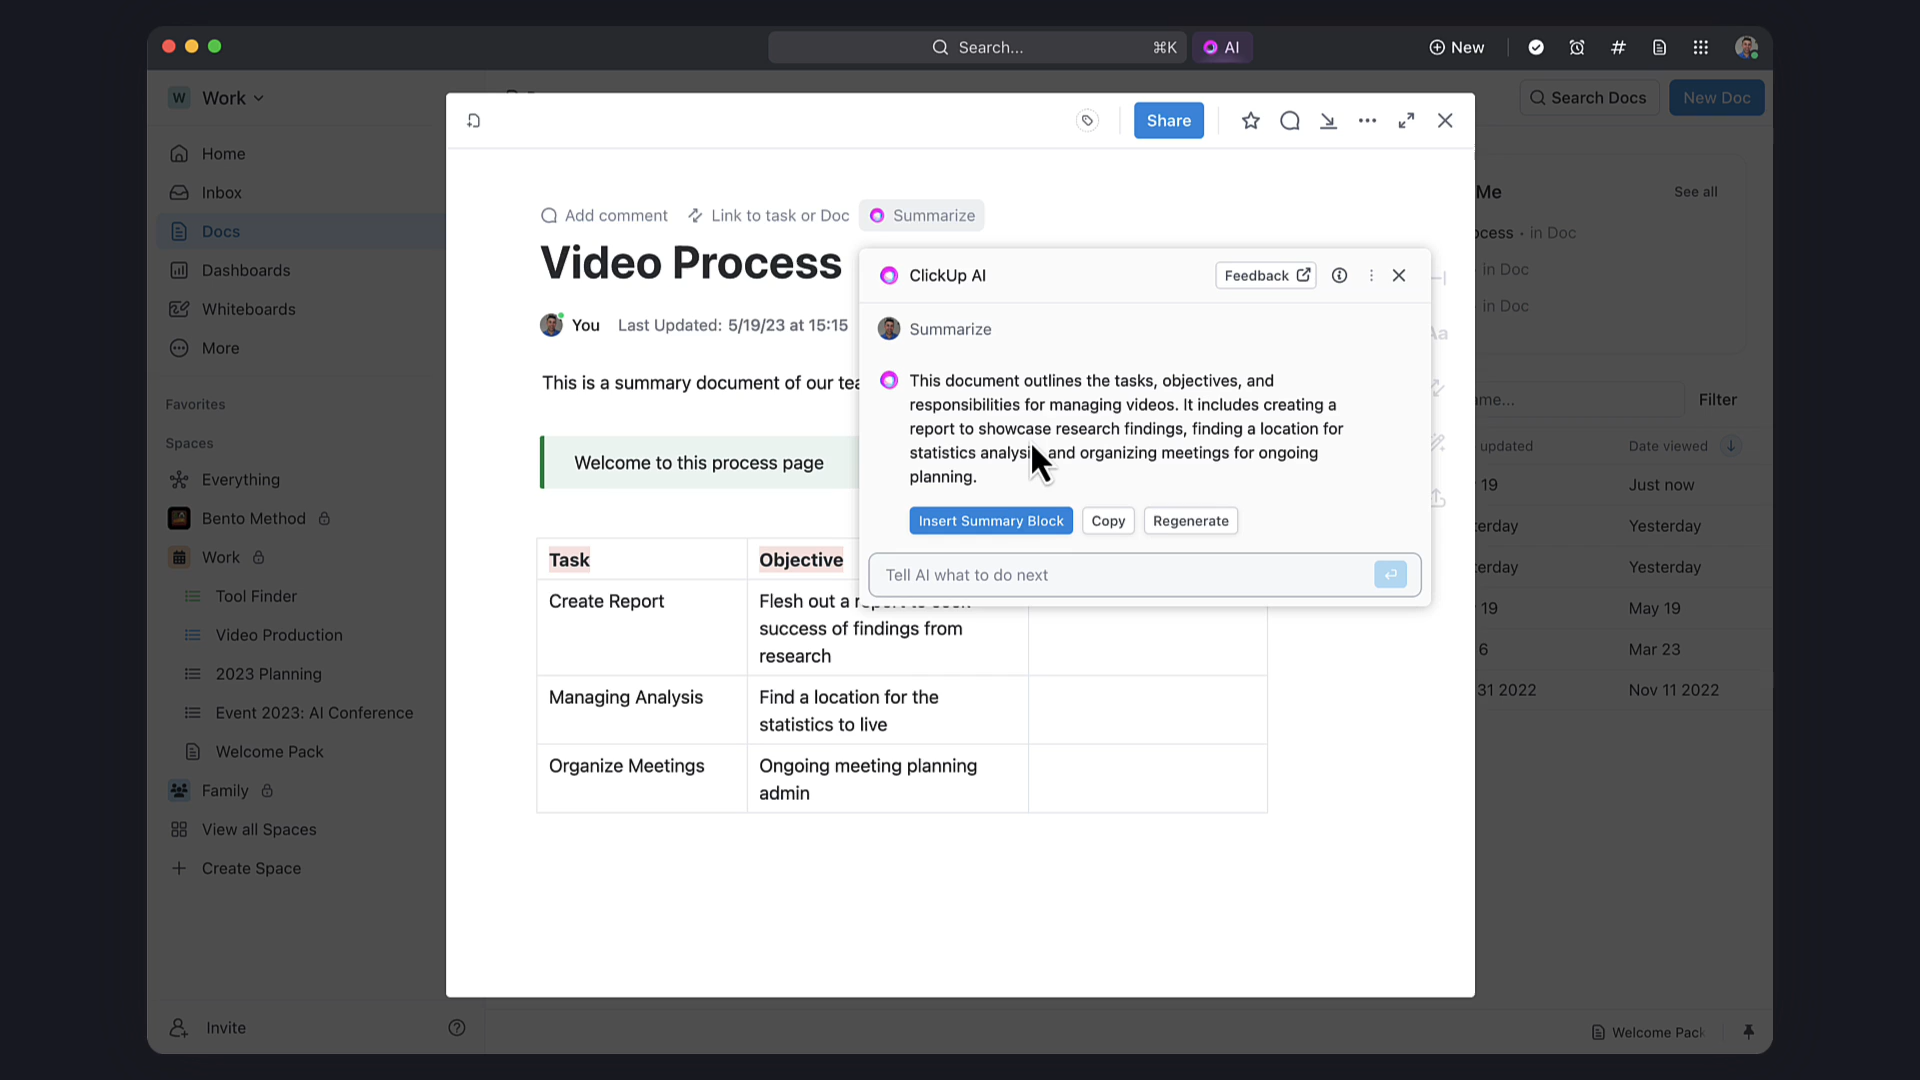 Search...
⌘K
AI
New
W
Work
Search Docs
New Doc
Share
Home
Inbox
Docs
Dashboards
Whiteboards
More
Favorites
Spaces
Everything
Bento Method
Work
Tool Finder
Video Production
2023 Planning
Event 2023: AI Conference
Welcome Pack
Family
View all Spaces
Create Space
Invite
Add comment
Link to task or Doc
Summarize
Video Process
You
Last Updated: 5/19/23 at 15:15
This is a summary document of our
Welcome to this process page
Task
Objective
Create Report
Flesh out a
success of findings from
research
Managing Analysis
Find a location for the
statistics to live
Organize Meetings
Ongoing meeting planning
admin
ClickUp AI
Feedback
Summarize
This document outlines the tasks, objectives, and
responsibilities for managing videos. It includes creating a
report to showcase research findings, finding a location for
statistics and organizing meetings for ongoing
planning.
Insert Summary Block
Copy
Regenerate
Tell AI what to do next
Aa
Me
See all
• in Doc
in Doc
in Doc
Filter
updated
Date viewed
19
Just now
Yesterday
Yesterday
19
May 19
6
Mar 23
31 2022
Nov 11 2022
Welcome